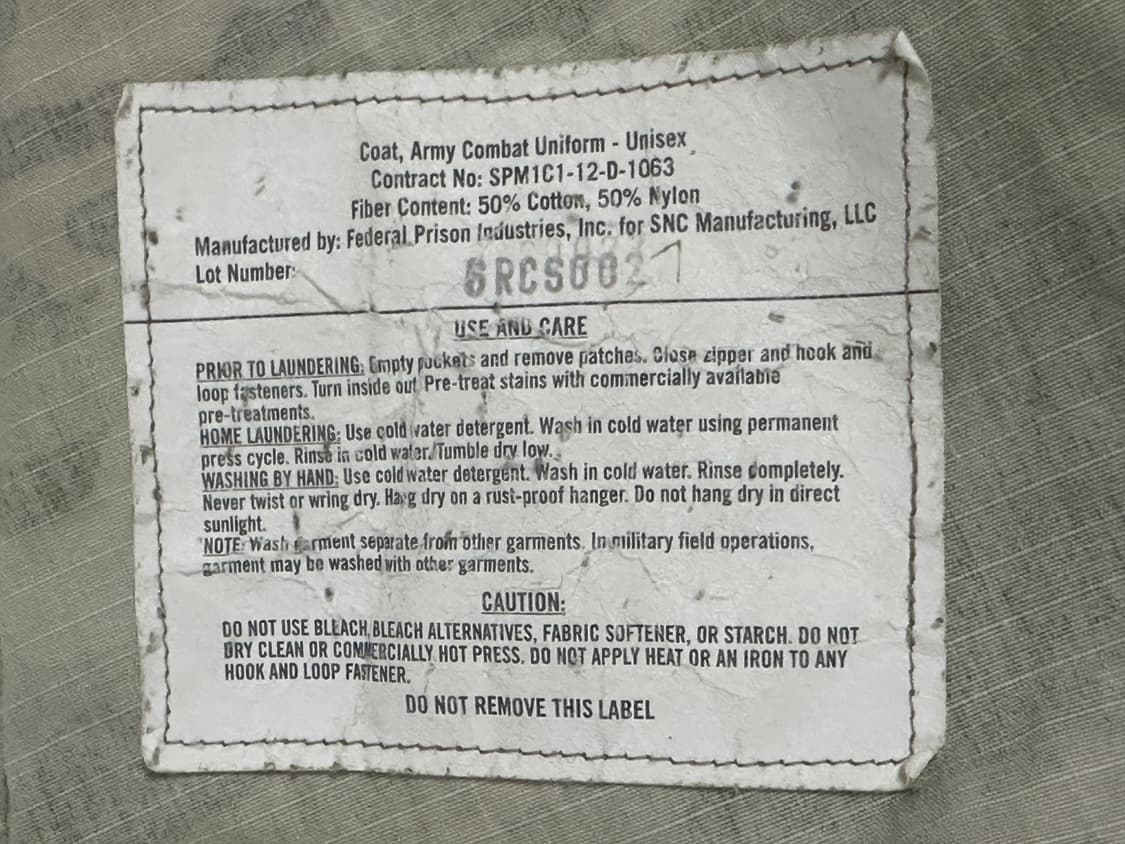 Coat, Army Combat Uniform - Unisex
Contract No: SPM1C1-12-D-1063
Fiber Content: 50% Cotton, 50% Nylon
Manufactured by: Federal Prison Industries, Inc. for SNC Manufacturing, LLC
Lot Number:
USE AND CARE
PRIOR TO LAUNDERING: Empty pockets and remove patches. Close zipper and hook and
loop fasteners. Turn inside out Pre-treat stains with commercially available
pre-treatments.
HOME LAUNDERING: Use cold water detergent. Wash in cold water using permanent
press cycle. Rinse in cold water. Tumble dry low.
WASHING BY HAND: Use cold water detergent. Wash in cold water. Rinse completely.
Never twist or wring dry. Hang dry on a rust-proof hanger. Do not hang dry in direct
sunlight.
NOTE: Wash garment separate from other garments. In military field operations,
garment may be washed with other garments.
CAUTION:
DO NOT USE BLEACH, BLEACH ALTERNATIVES, FABRIC SOFTENER, OR STARCH. DO NOT
DRY CLEAN OR COMMERCIALLY HOT PRESS. DO NOT APPLY HEAT OR AN IRON TO ANY
HOOK AND LOOP FASTENER.
DO NOT REMOVE THIS LABEL